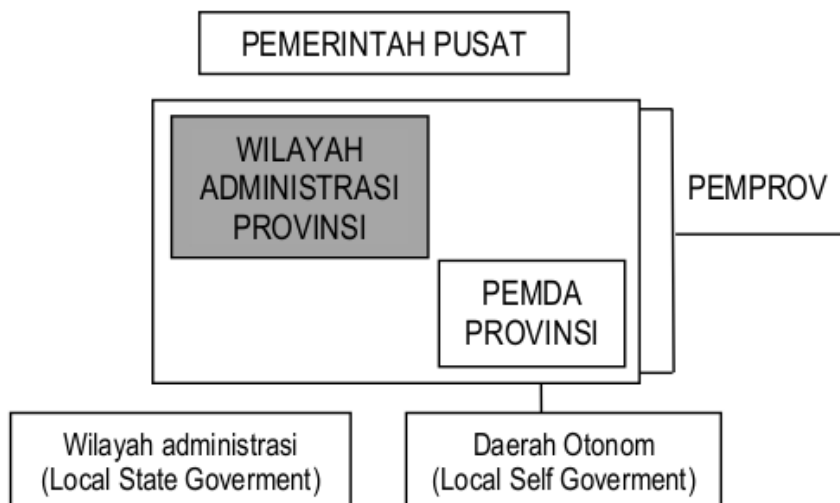 PEMERINTAH PUSAT
WILAYAH
ADMINISTRASI
PROVINSI
PEMPROV
PEMDA
PROVINSI
Wilayah administrasi
(Local State Goverment)
Daerah Otonom
(Local Self Goverment)